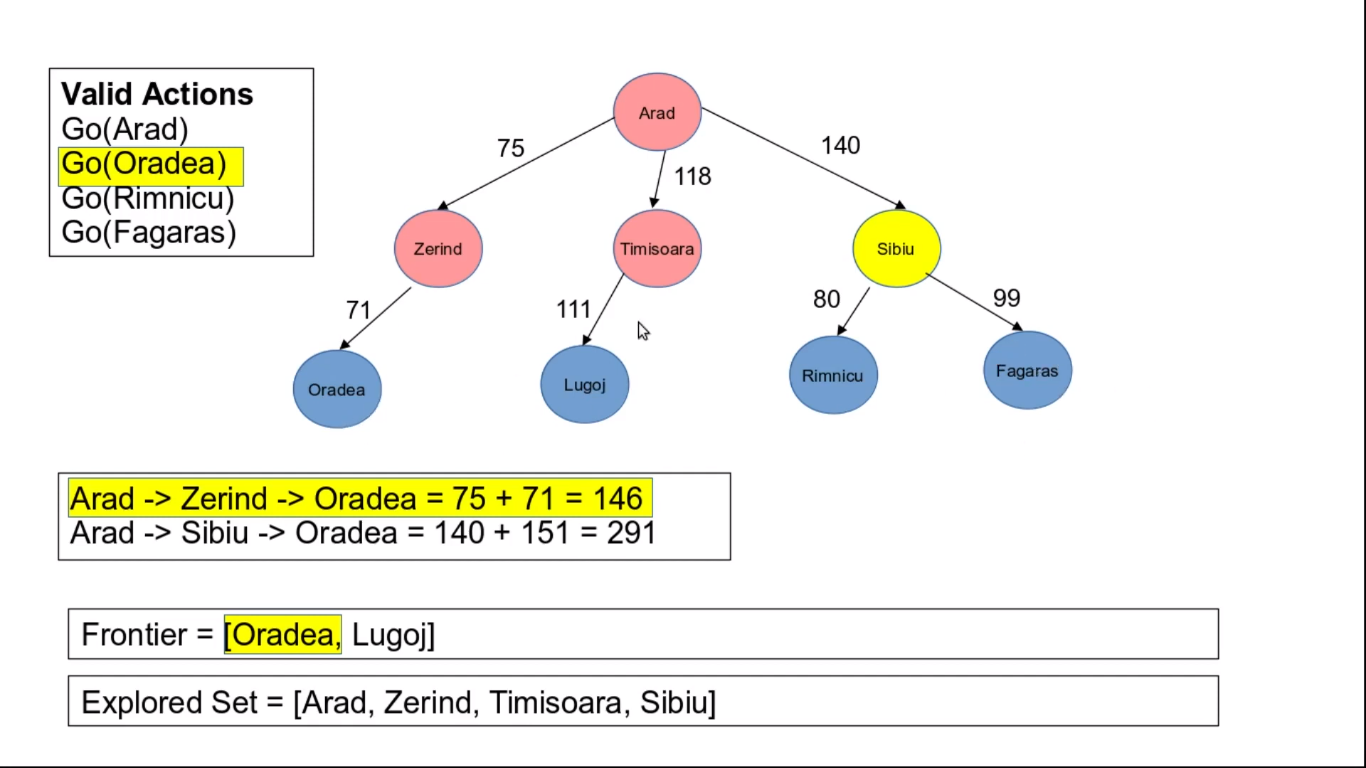 Valid Actions
Go(Arad)
Go(Oradea)
Go(Rimnicu)
Go(Fagaras)
Arad
75
118
140
Zerind
Timisoara
Sibiu
71
111
80
99
Oradea
Lugoj
Rimnicu
Fagaras
Arad -> Zerind -> Oradea = 75 + 71 = 146
Arad -> Sibiu -> Oradea = 140 + 151 = 291
Frontier = [Oradea, Lugoj]
Explored Set = [Arad, Zerind, Timisoara, Sibiu]